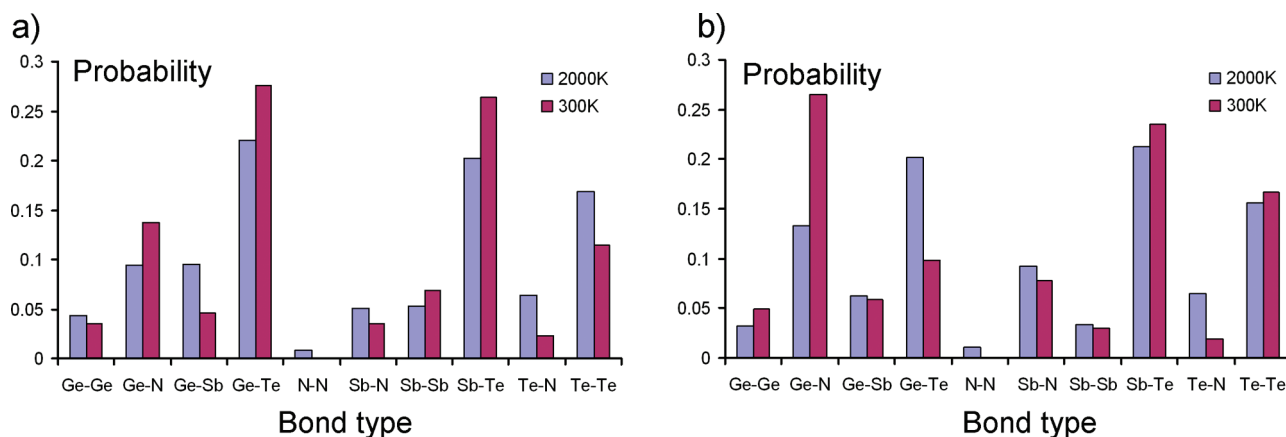 a)
Probability
0.3
0.25
0.2
0.15
0.1
0.05
0
2000K
300K
Ge-Ge Ge-N Ge-Sb Ge-Te N-N Sb-N Sb-Sb Sb-Te Te-N Te-Te
Bond type
b)
Probability
0.3
0.25
0.2
0.15
0.1
0.05
0
2000K
300K
Ge-Ge Ge-N Ge-Sb Ge-Te N-N Sb-N Sb-Sb Sb-Te Te-N Te-Te
Bond type